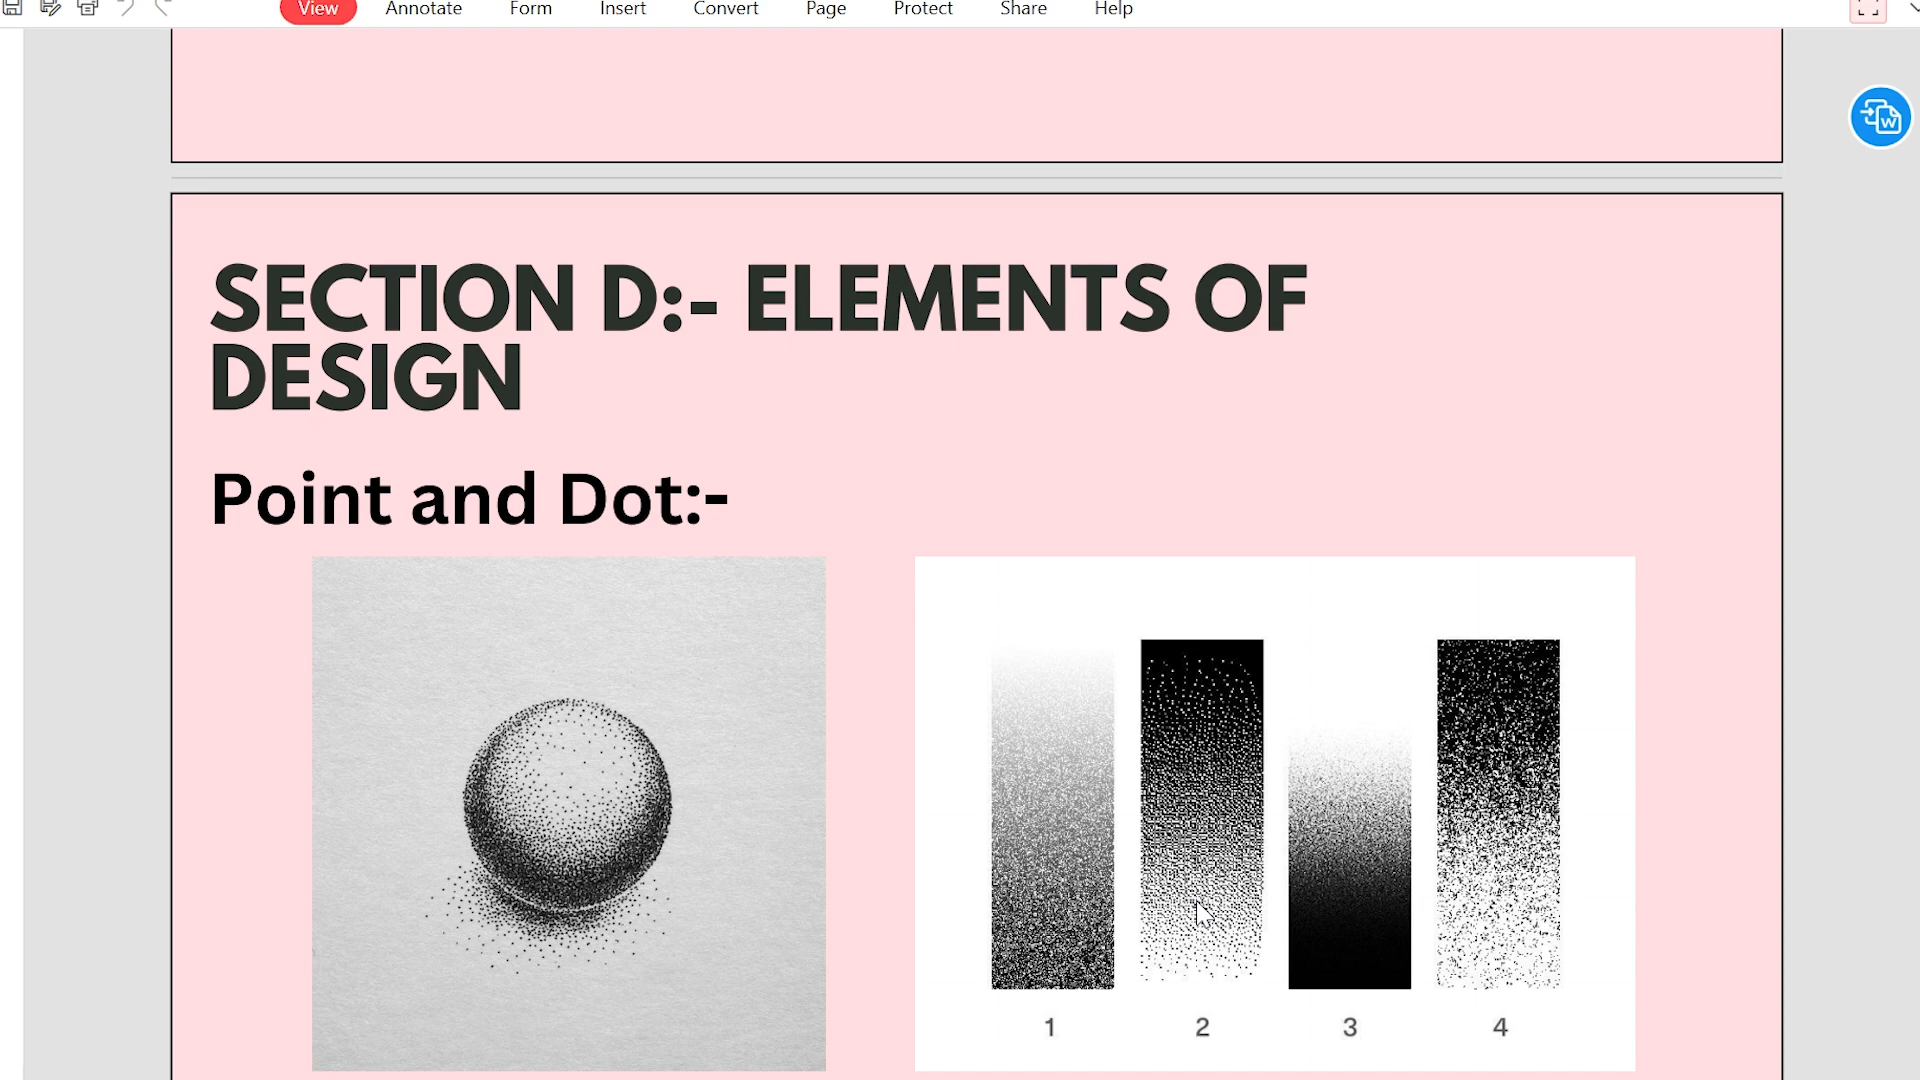 View Annotate Form Insert Convert Page Protect Share Help
W
SECTION D:- ELEMENTS OF
DESIGN
Point and Dot:-
1 2 3 4